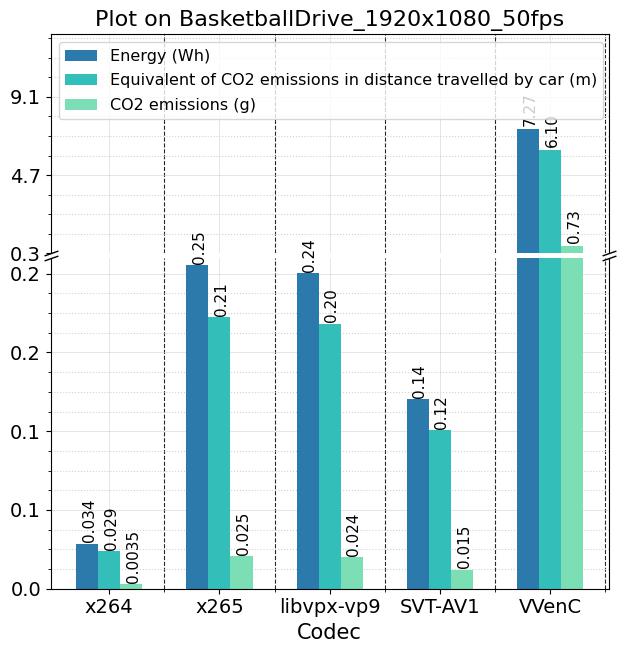 Plot on BasketballDrive_1920x1080_50fps
Energy (Wh)
Equivalent of CO2 emissions in distance travelled by car (m)
CO2 emissions (g)
9.1
4.7
0.3
0.2
0.2
0.1
0.1
0.0
0.034
0.029
0.0035
0.25
0.21
0.025
0.24
0.20
0.024
0.14
0.12
0.015
7.27
6.10
0.73
x264
x265
libvpx-vp9
SVT-AV1
VVenC
Codec